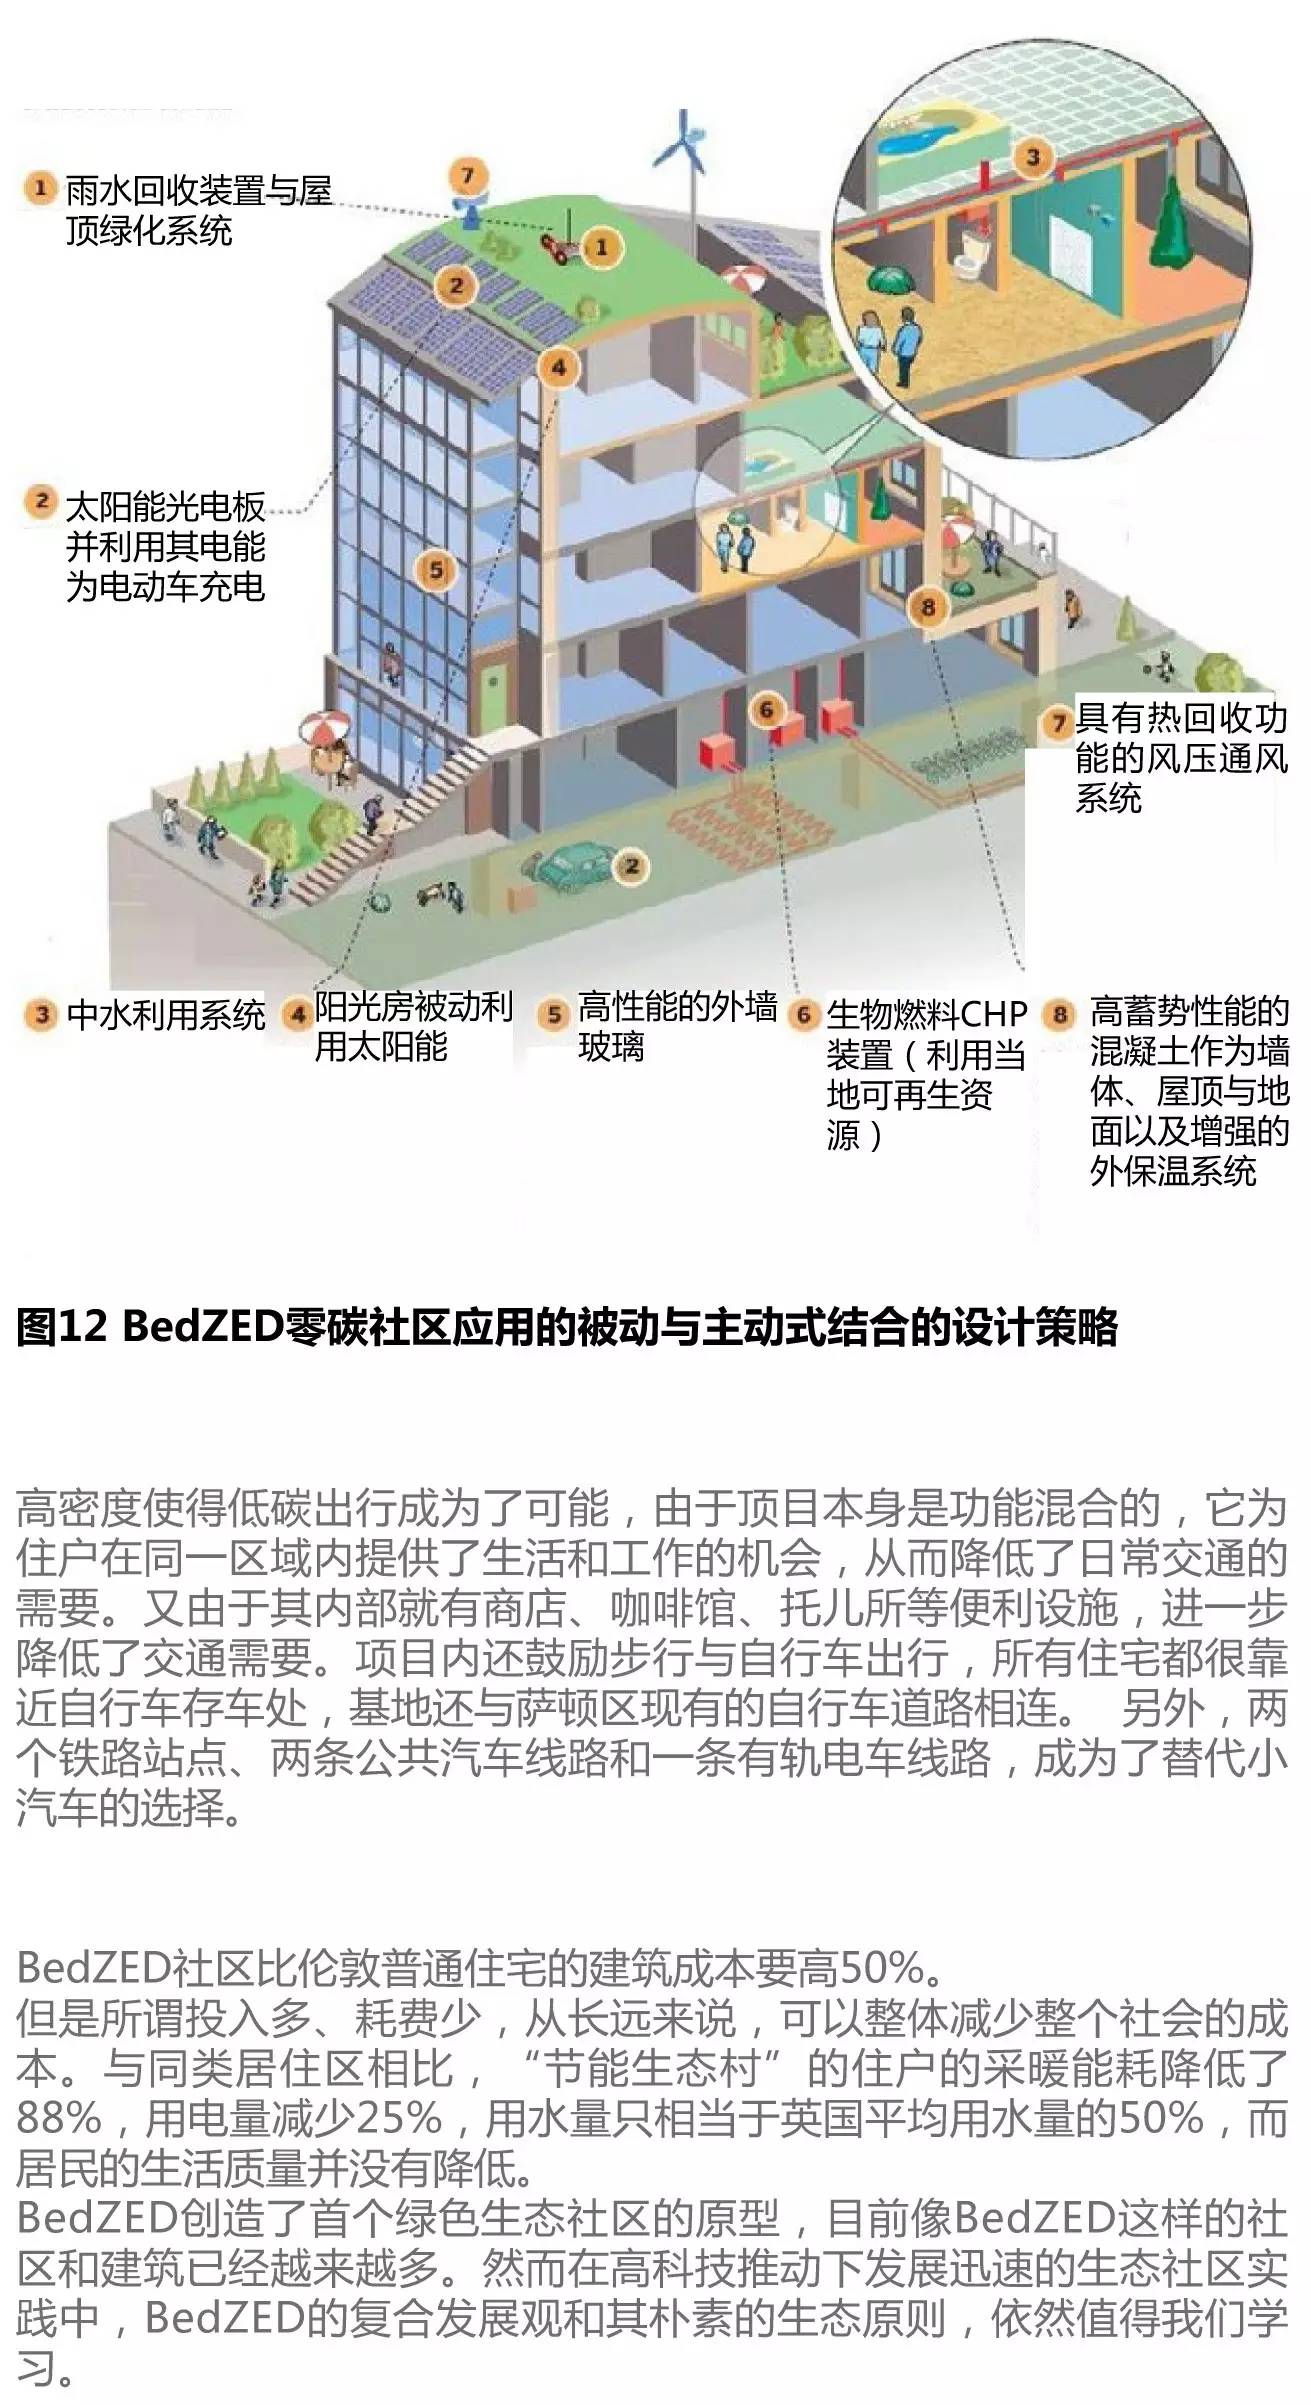 7
3
1 雨水回收装置与屋
顶绿化系统
1
2
4
2 太阳能光电板
并利用其电能
为电动车充电
5
8
6
7 具有热回收功
能的风压通风
系统
2
3 中水利用系统
4 阳光房被动利
用太阳能
5 高性能的外墙
玻璃
6 生物燃料CHP
装置（利用当
地可再生资
源）
8 高蓄势性能的
混凝土作为墙
体、屋顶与地
面以及增强的
外保温系统
图12 BedZED零碳社区应用的被动与主动式结合的设计策略
高密度使得低碳出行成为了可能，由于顶目本身是功能混合的，它为
住户在同一区域内提供了生活和工作的机会，从而降低了日常交通的
需要。又由于其内部就有商店、咖啡馆、托儿所等便利设施，进一步
降低了交通需要。项目内还鼓励步行与自行车出行，所有住宅都很靠
近自行车存车处，基地还与萨顿区现有的自行车道路相连。 另外，两
个铁路站点、两条公共汽车线路和一条有轨电车线路，成为了替代小
汽车的选择。
BedZED社区比伦敦普通住宅的建筑成本要高50%。
但是所谓投入多、耗费少，从长远来说，可以整体减少整个社会的成
本。与同类居住区相比，“节能生态村”的住户的采暖能耗降低了
88%，用电量减少25%，用水量只相当于英国平均用水量的50%，而
居民的生活质量并没有降低。
BedZED创造了首个绿色生态社区的原型，目前像BedZED这样的社
区和建筑已经越来越多。然而在高科技推动下发展迅速的生态社区实
践中，BedZED的复合发展观和其朴素的生态原则，依然值得我们学
习。